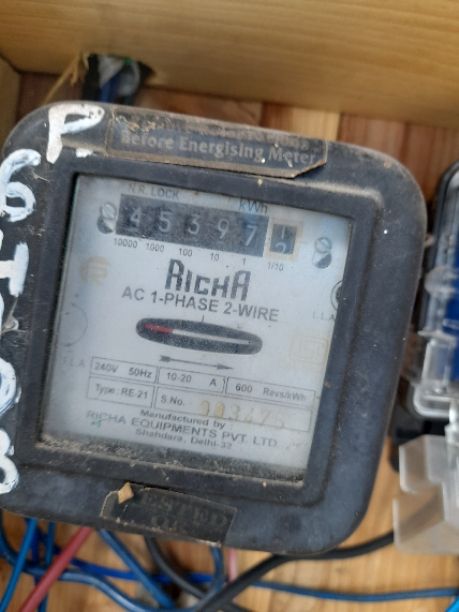 Before Energising Meter
P
N.R. LOCK kWh
45397
10000 1000 100 10 1 1/10
RICHA
AC 1-PHASE 2-WIRE
240V 50Hz 10-20 A 600 Revs/kWh
Type : RE-21 S.No.
Manufactured by
RICHA EQUIPMENTS PVT. LTD.
Shahdara, Delhi-32
TESTED